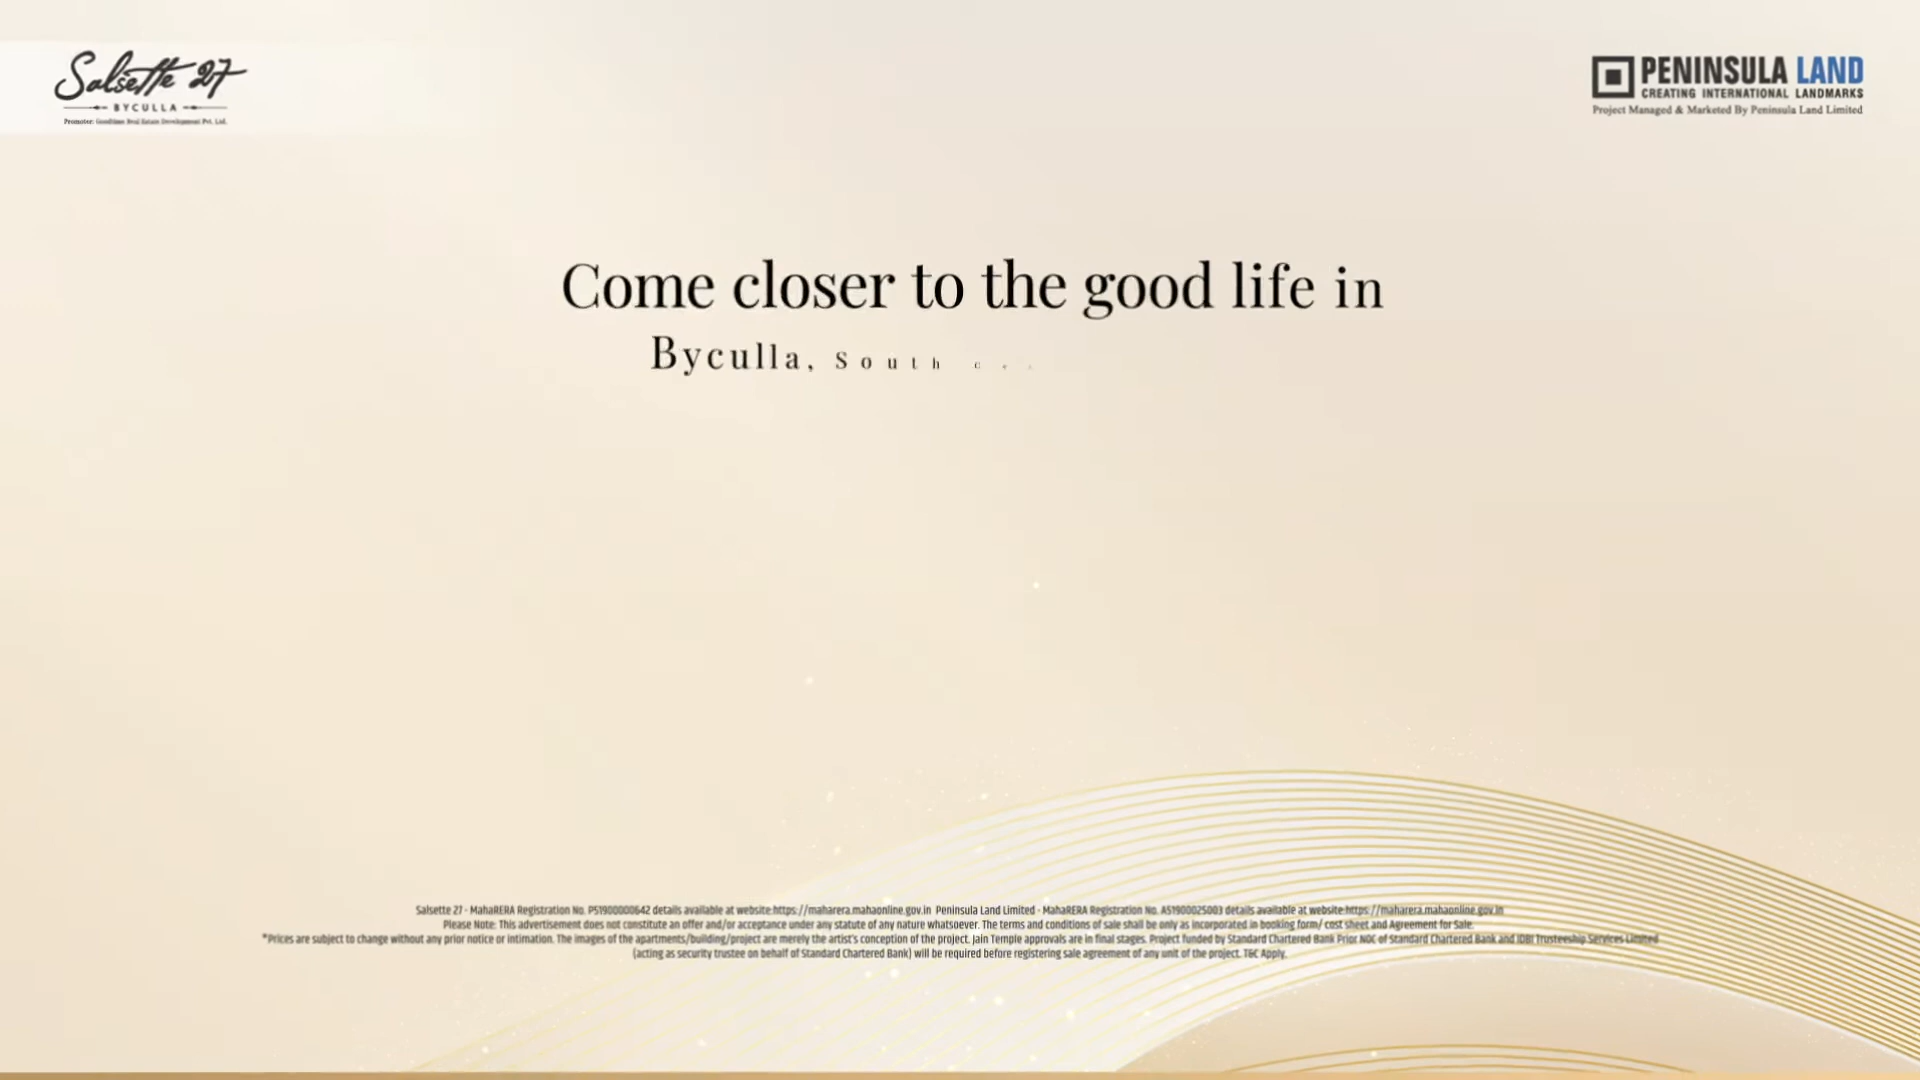 Salsette 27
BYCULLA
Promoter: Goodtime Real Estate Development Pvt. Ltd.
PENINSULA LAND
CREATING INTERNATIONAL LANDMARKS
Project Managed & Marketed By Peninsula Land Limited
Come closer to the good life in
Byculla, South
Salsette 27 - MahaRERA Registration No. P51900000642 details available at website:https://maharera.mahaonline.gov.in Peninsula Land Limited - MahaRERA Registration No. A51900025003 details available at website:https://maharera.mahaonline.gov.in
Please Note: This advertisement does not constitute an offer and/or acceptance under any statute of any nature whatsoever. The terms and conditions of sale shall be only as incorporated in booking form/ cost sheet and Agreement for Sale.
*Prices are subject to change without any prior notice or intimation. The images of the apartments/building/project are merely the artist's conception of the project. Jain Temple approvals are in final stages. Project funded by Standard Chartered Bank Prior NOC of Standard Chartered Bank and IDBI Trusteeship Services Limited
(acting as security trustee on behalf of Standard Chartered Bank) will be required before registering sale agreement of any unit of the project. T&C Apply.